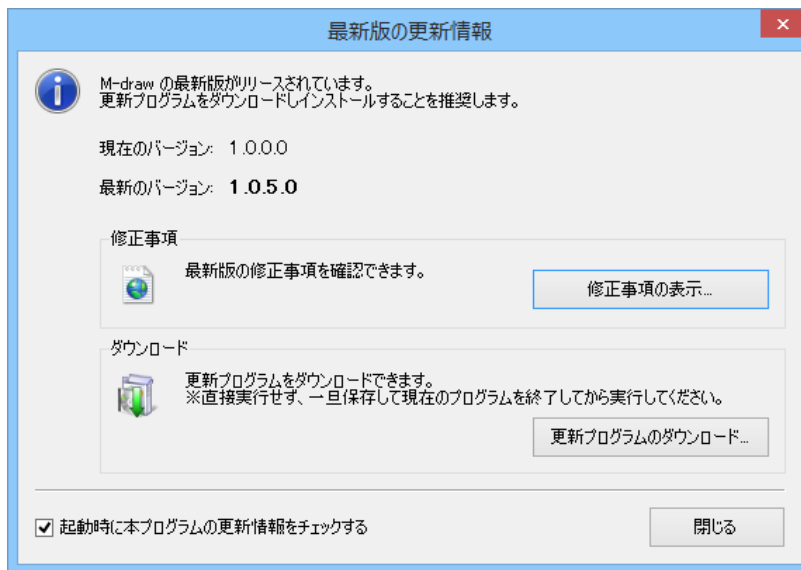 最新版の更新情報
M-draw の最新版がリリースされています。
更新プログラムをダウンロードしインストールすることを推奨します。
現在のバージョン: 1.0.0.0
最新のバージョン: 1.0.5.0
修正事項
最新版の修正事項を確認できます。
修正事項の表示...
ダウンロード
更新プログラムをダウンロードできます。
※直接実行せず、一旦保存して現在のプログラムを終了してから実行してください。
更新プログラムのダウンロード...
起動時に本プログラムの更新情報をチェックする
閉じる